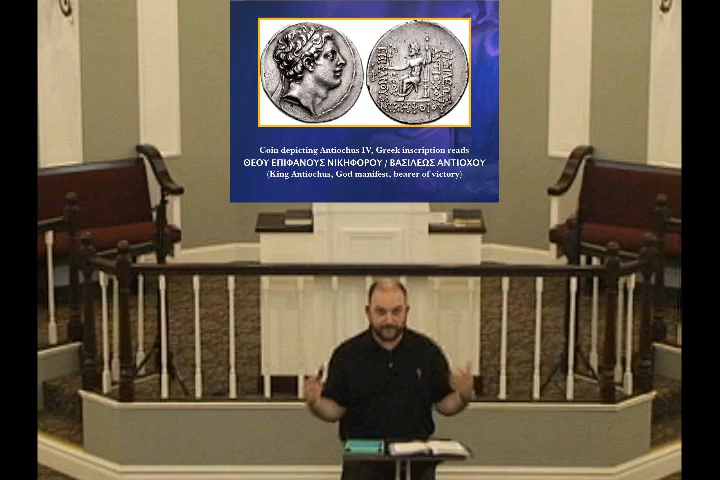 Coin depicting Antiochus IV, Greek inscription reads
ΘΕΟΥ ΕΠΙΦΑΝΟΥΣ ΝΙΚΗΦΟΡΟΥ / ΒΑΣΙΛΕΩΣ ΑΝΤΙΟΧΟΥ
(King Antiochus, God manifest, bearer of victory)